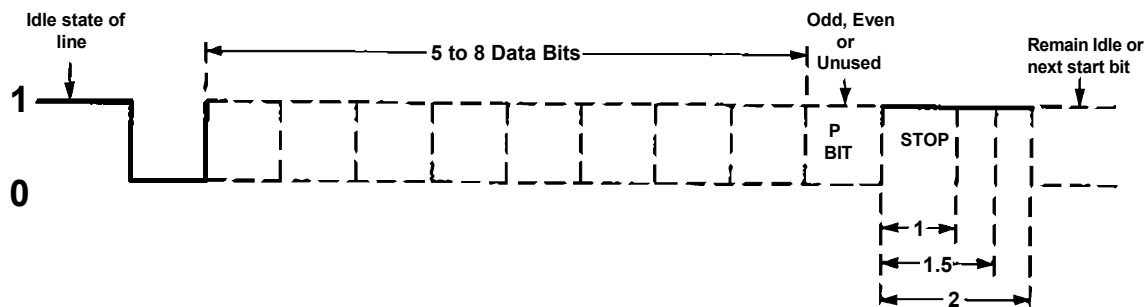 Idle state of
line
5 to 8 Data Bits
Odd, Even
or
Unused
Remain Idle or
next start bit
1
0
P
BIT
STOP
1
1.5
2